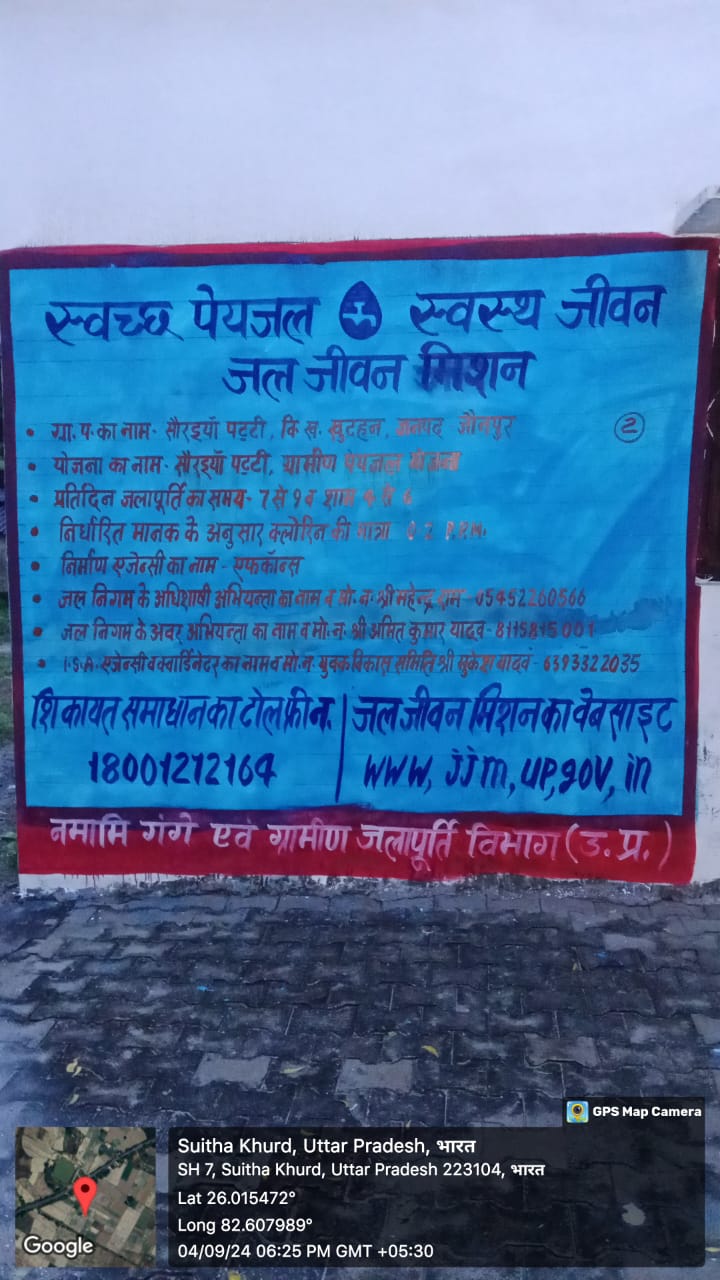 स्वच्छ पेयजल स्वस्थ जीवन
जल जीवन मिशन
• ग्रा. प. का नाम- सौरइयाँ पट्टी, वि. ख. खुटहन, जनपद जौनपुर
②
• योजना का नाम- सौरइयाँ पट्टी, ग्रामीण पेयजल योजना
• प्रतिदिन जलापूर्ति का समय- 7 से 9 व शाम 4 से 6
• निर्धारित मानक के अनुसार क्लोरिन की मात्रा 0.2 P.P.M.
• निर्माण एजेन्सी का नाम - एफकॉन्स
• जल निगम के अधिशाषी अभियन्ता का नाम व मो. न. श्री महेन्द्र राम- 05452260566
• जल निगम के अवर अभियन्ता का नाम व मो. न. श्री अमित कुमार यादव- 8115815001
• I.S.A. एजेन्सी व क्वार्डिनेटर का नाम व मो. न. युवक विकास समिति श्री मुकेश यादव- 6393322035
शिकायत समाधान का टोल फ्री न. | जल जीवन मिशन का वेबसाइट
18001212164 | www, jjm, up, gov, in
नमामि गंगे एवं ग्रामीण जलापूर्ति विभाग (उ. प्र.)
GPS Map Camera
Suitha Khurd, Uttar Pradesh, भारत
SH 7, Suitha Khurd, Uttar Pradesh 223104, भारत
Lat 26.015472°
Long 82.607989°
04/09/24 06:25 PM GMT +05:30
Google